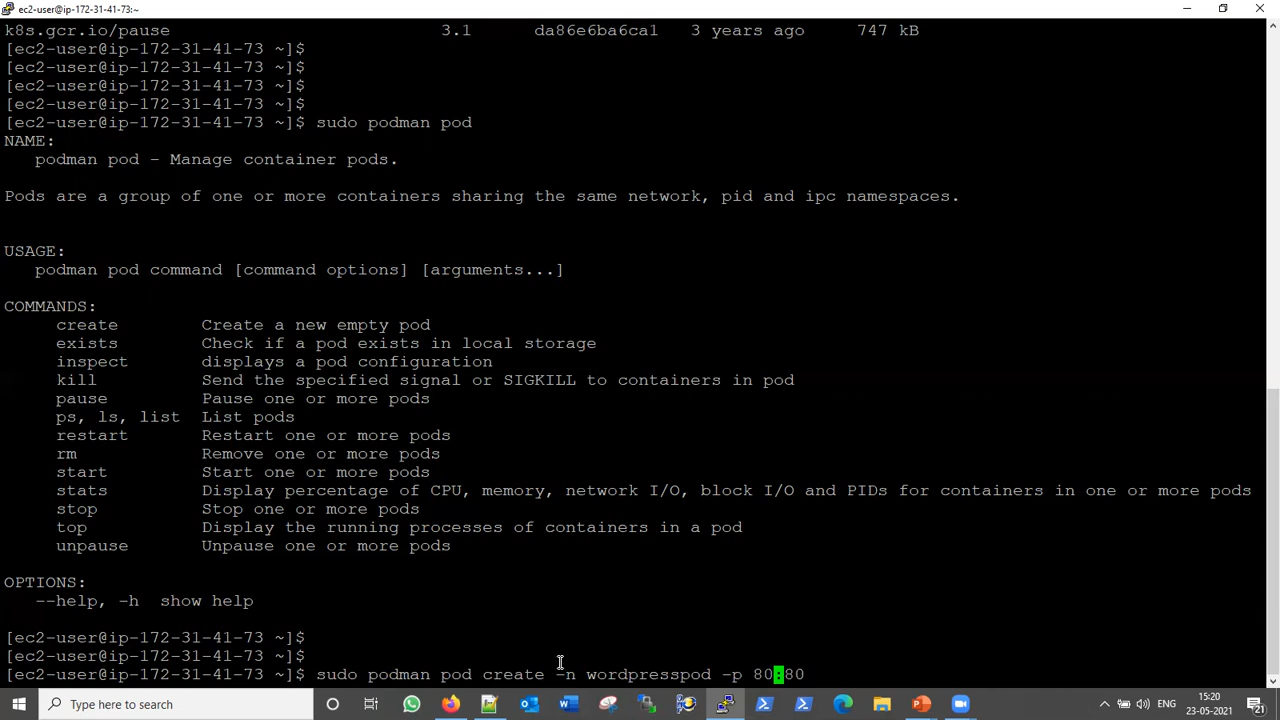 ec2-user@ip-172-31-41-73:~
k8s.gcr.io/pause 3.1 da86e6ba6ca1 3 years ago 747 kB
[ec2-user@ip-172-31-41-73 ~]$
[ec2-user@ip-172-31-41-73 ~]$
[ec2-user@ip-172-31-41-73 ~]$
[ec2-user@ip-172-31-41-73 ~]$
[ec2-user@ip-172-31-41-73 ~]$ sudo podman pod
NAME:
podman pod - Manage container pods.
Pods are a group of one or more containers sharing the same network, pid and ipc namespaces.
USAGE:
podman pod command [command options] [arguments...]
COMMANDS:
create Create a new empty pod
exists Check if a pod exists in local storage
inspect displays a pod configuration
kill Send the specified signal or SIGKILL to containers in pod
pause Pause one or more pods
ps, ls, list List pods
restart Restart one or more pods
rm Remove one or more pods
start Start one or more pods
stats Display percentage of CPU, memory, network I/O, block I/O and PIDs for containers in one or more pods
stop Stop one or more pods
top Display the running processes of containers in a pod
unpause Unpause one or more pods
OPTIONS:
--help, -h show help
[ec2-user@ip-172-31-41-73 ~]$
[ec2-user@ip-172-31-41-73 ~]$
[ec2-user@ip-172-31-41-73 ~]$ sudo podman pod create -n wordpresspod -p 80:80
Type here to search
ENG
15:20
23-05-2021
21